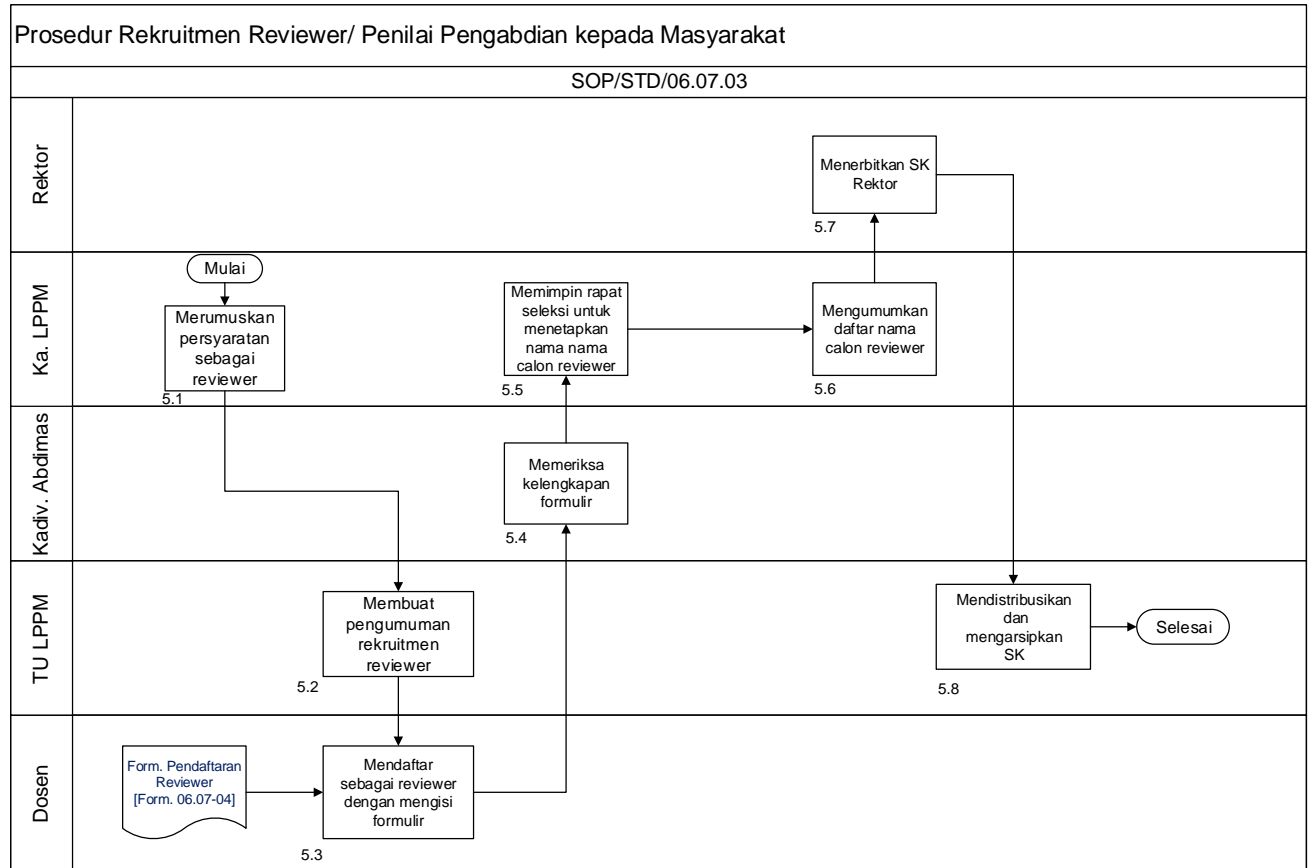 Prosedur Rekruitmen Reviewer/ Penilai Pengabdian kepada Masyarakat
SOP/STD/06.07.03
Rektor
Menerbitkan SK
Rektor
5.7
Ka. LPPM
Mulai
Merumuskan
persyaratan
sebagai
reviewer
5.1
Memimpin rapat
seleksi untuk
menetapkan
nama nama
calon reviewer
5.5
Mengumumkan
daftar nama
calon reviewer
5.6
Kadiv. Abdimas
Memeriksa
kelengkapan
formulir
5.4
TU LPPM
Membuat
pengumuman
rekruitmen
reviewer
5.2
Mendistribusikan
dan
mengarsipkan
SK
5.8
Selesai
Dosen
Form. Pendaftaran
Reviewer
[Form. 06.07-04]
Mendaftar
sebagai reviewer
dengan mengisi
formulir
5.3